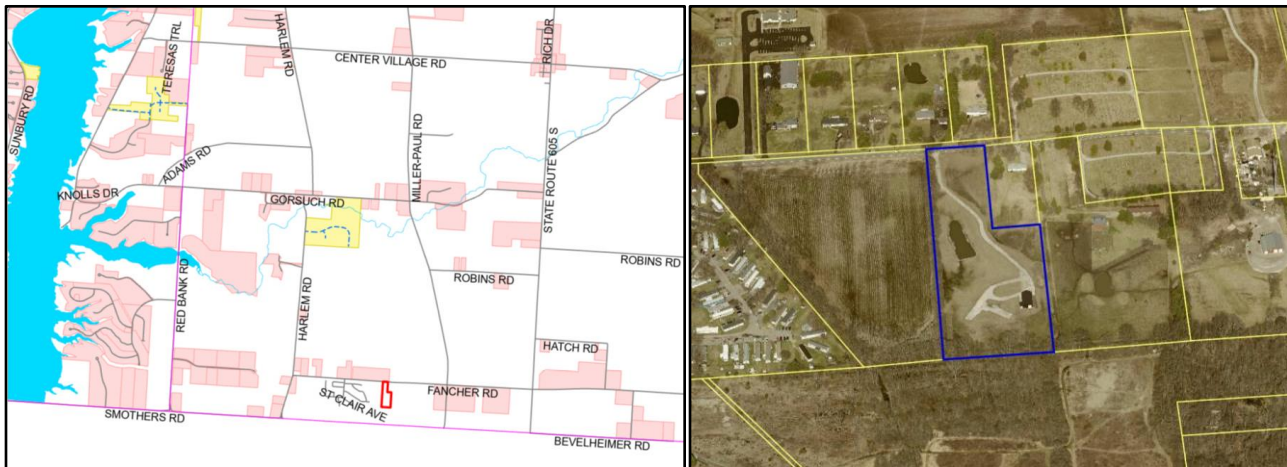 SUNBURY RD
TERESAS TRL
HARLEM RD
RICH DR
CENTER VILLAGE RD
MILLER-PAUL RD
ADAMS RD
STATE ROUTE 605 S
KNOLLS DR
GORSUCH RD
RED BANK RD
HARLEM RD
ROBINS RD
ROBINS RD
HATCH RD
FANCHER RD
ST CLAIR AVE
SMOTHERS RD
BEVELHEIMER RD